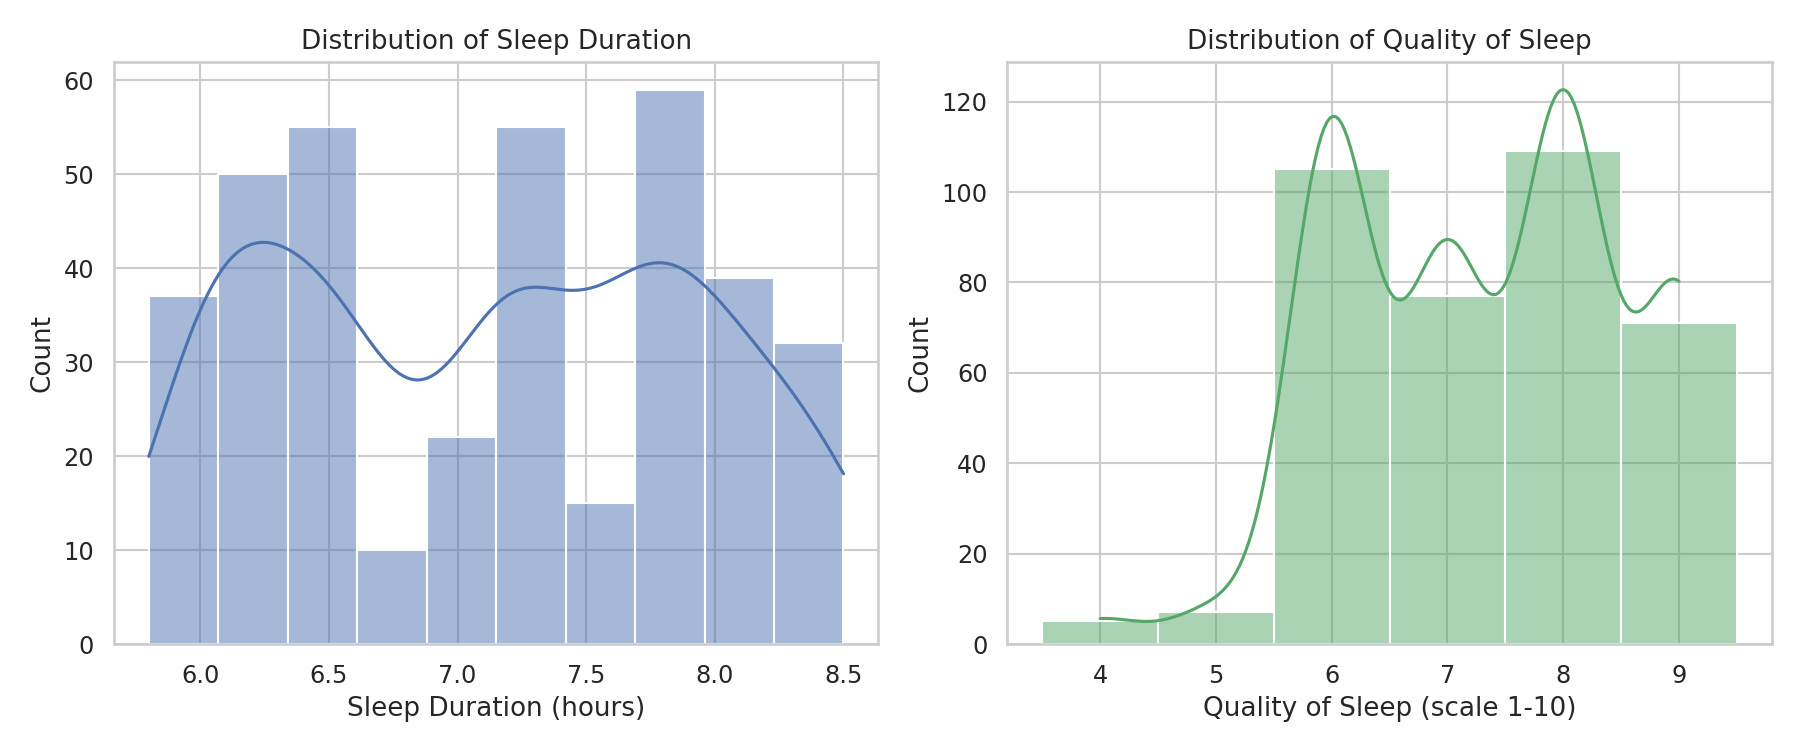 Distribution of Sleep Duration
60
50
40
30
20
10
0
Count
6.0 6.5 7.0 7.5 8.0 8.5
Sleep Duration (hours)
Distribution of Quality of Sleep
120
100
80
60
40
20
0
Count
4 5 6 7 8 9
Quality of Sleep (scale 1-10)